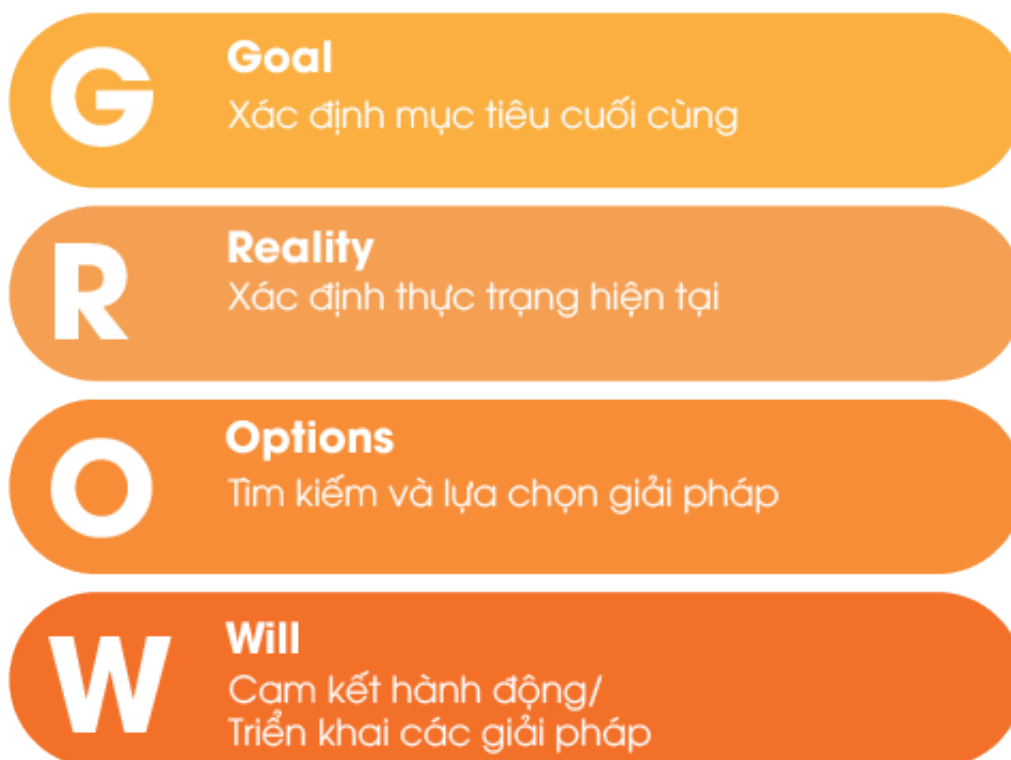 G
Goal
Xác định mục tiêu cuối cùng
R
Reality
Xác định thực trạng hiện tại
O
Options
Tìm kiếm và lựa chọn giải pháp
W
Will
Cam kết hành động/
Triển khai các giải pháp